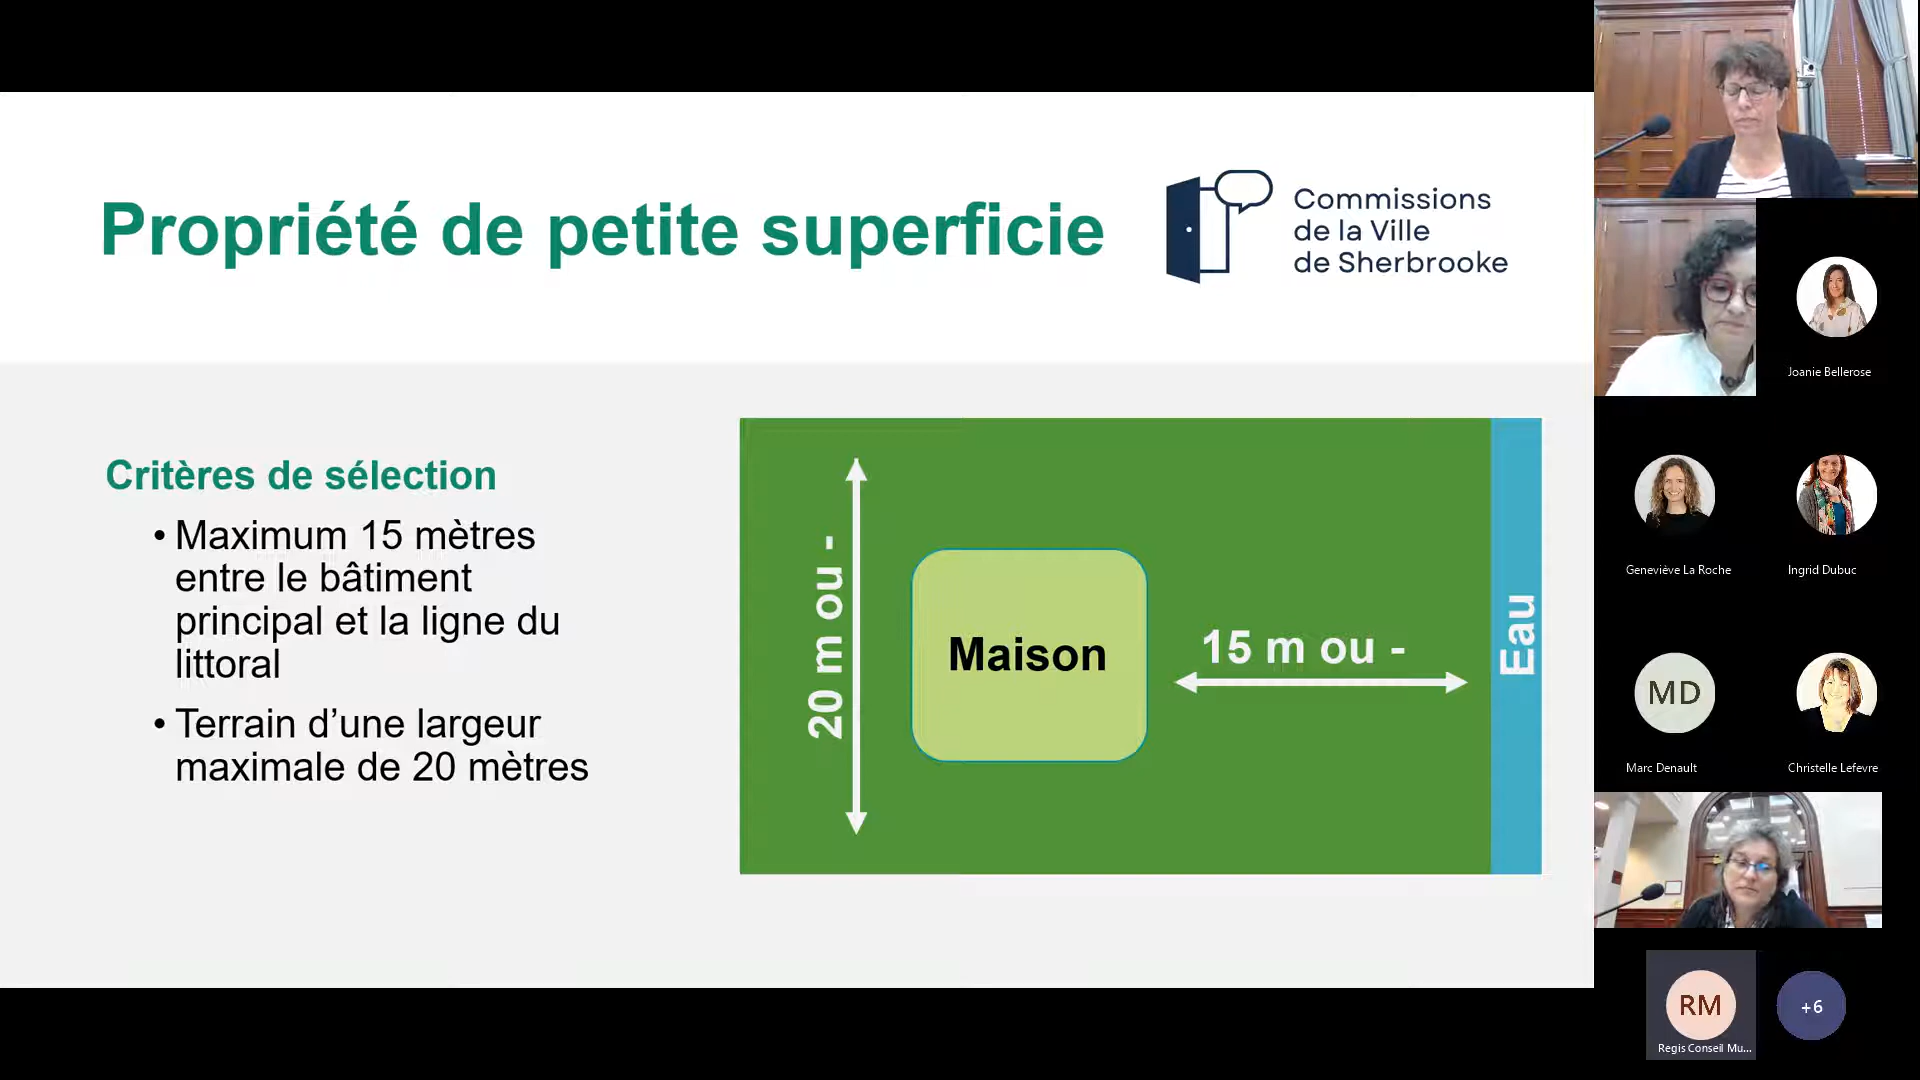 Propriété de petite superficie
Commissions
de la Ville
de Sherbrooke
Critères de sélection
• Maximum 15 mètres
entre le bâtiment
principal et la ligne du
littoral
• Terrain d’une largeur
maximale de 20 mètres
20 m ou -
Maison
15 m ou -
Eau
Joanie Bellerose
Geneviève La Roche
Ingrid Dubuc
MD
Marc Denault
Christelle Lefevre
RM
Regis Conseil Mu...
+6